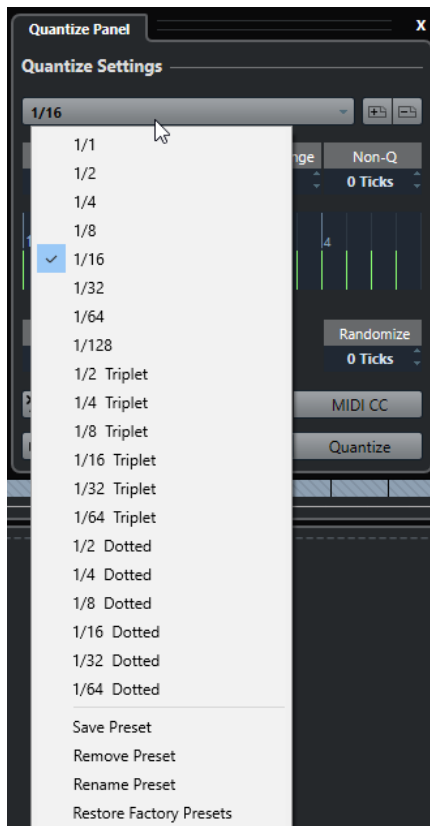 Quantize Panel
X
Quantize Settings
1/16
1/1
1/2
1/4
1/8
1/16
1/32
1/64
1/128
1/2 Triplet
1/4 Triplet
1/8 Triplet
1/16 Triplet
1/32 Triplet
1/64 Triplet
1/2 Dotted
1/4 Dotted
1/8 Dotted
1/16 Dotted
1/32 Dotted
1/64 Dotted
Save Preset
Remove Preset
Rename Preset
Restore Factory Presets
Non-Q
0 Ticks
4
Randomize
0 Ticks
MIDI CC
Quantize